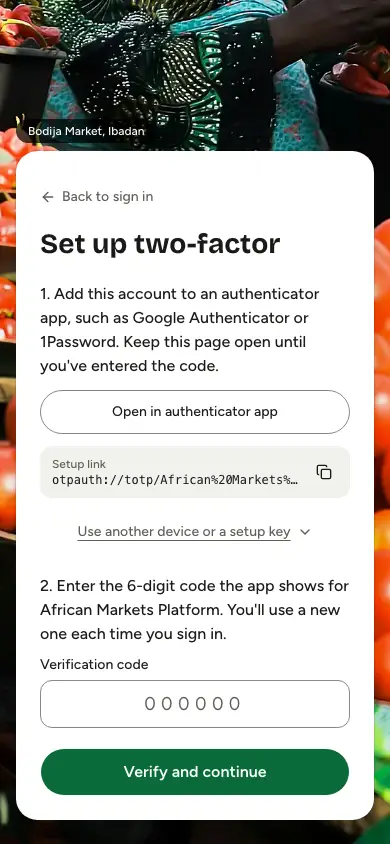 Bodija Market, Ibadan
Back to sign in
Set up two-factor
1. Add this account to an authenticator
app, such as Google Authenticator or
1Password. Keep this page open until
you've entered the code.
Open in authenticator app
Setup link
otpauth://totp/African%20Markets%…
Use another device or a setup key
2. Enter the 6-digit code the app shows for
African Markets Platform. You'll use a new
one each time you sign in.
Verification code
000000
Verify and continue